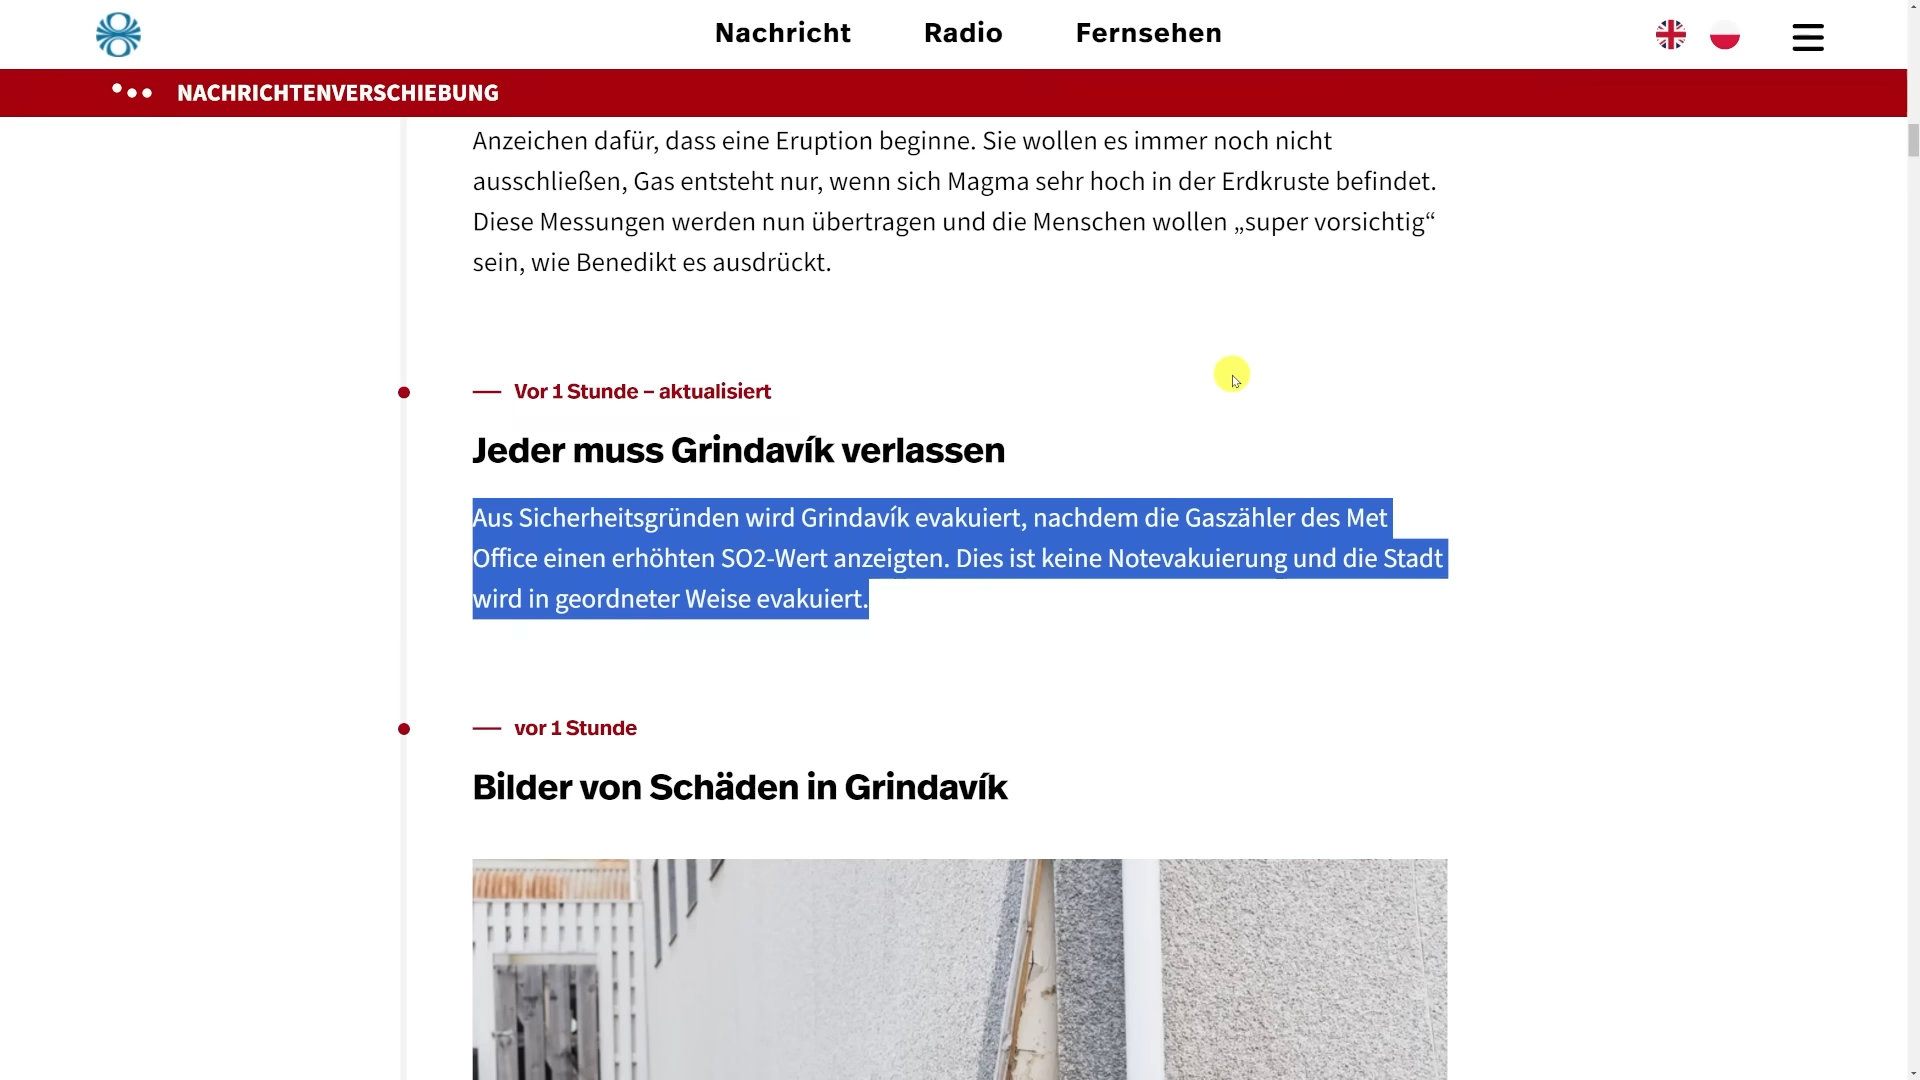 Nachricht Radio Fernsehen
NACHRICHTENVERSCHIEBUNG
Anzeichen dafür, dass eine Eruption beginne. Sie wollen es immer noch nicht
ausschließen, Gas entsteht nur, wenn sich Magma sehr hoch in der Erdkruste befindet.
Diese Messungen werden nun übertragen und die Menschen wollen „super vorsichtig“
sein, wie Benedikt es ausdrückt.
— Vor 1 Stunde – aktualisiert
Jeder muss Grindavík verlassen
Aus Sicherheitsgründen wird Grindavík evakuiert, nachdem die Gaszähler des Met
Office einen erhöhten SO2-Wert anzeigten. Dies ist keine Notevakuierung und die Stadt
wird in geordneter Weise evakuiert.
— vor 1 Stunde
Bilder von Schäden in Grindavík